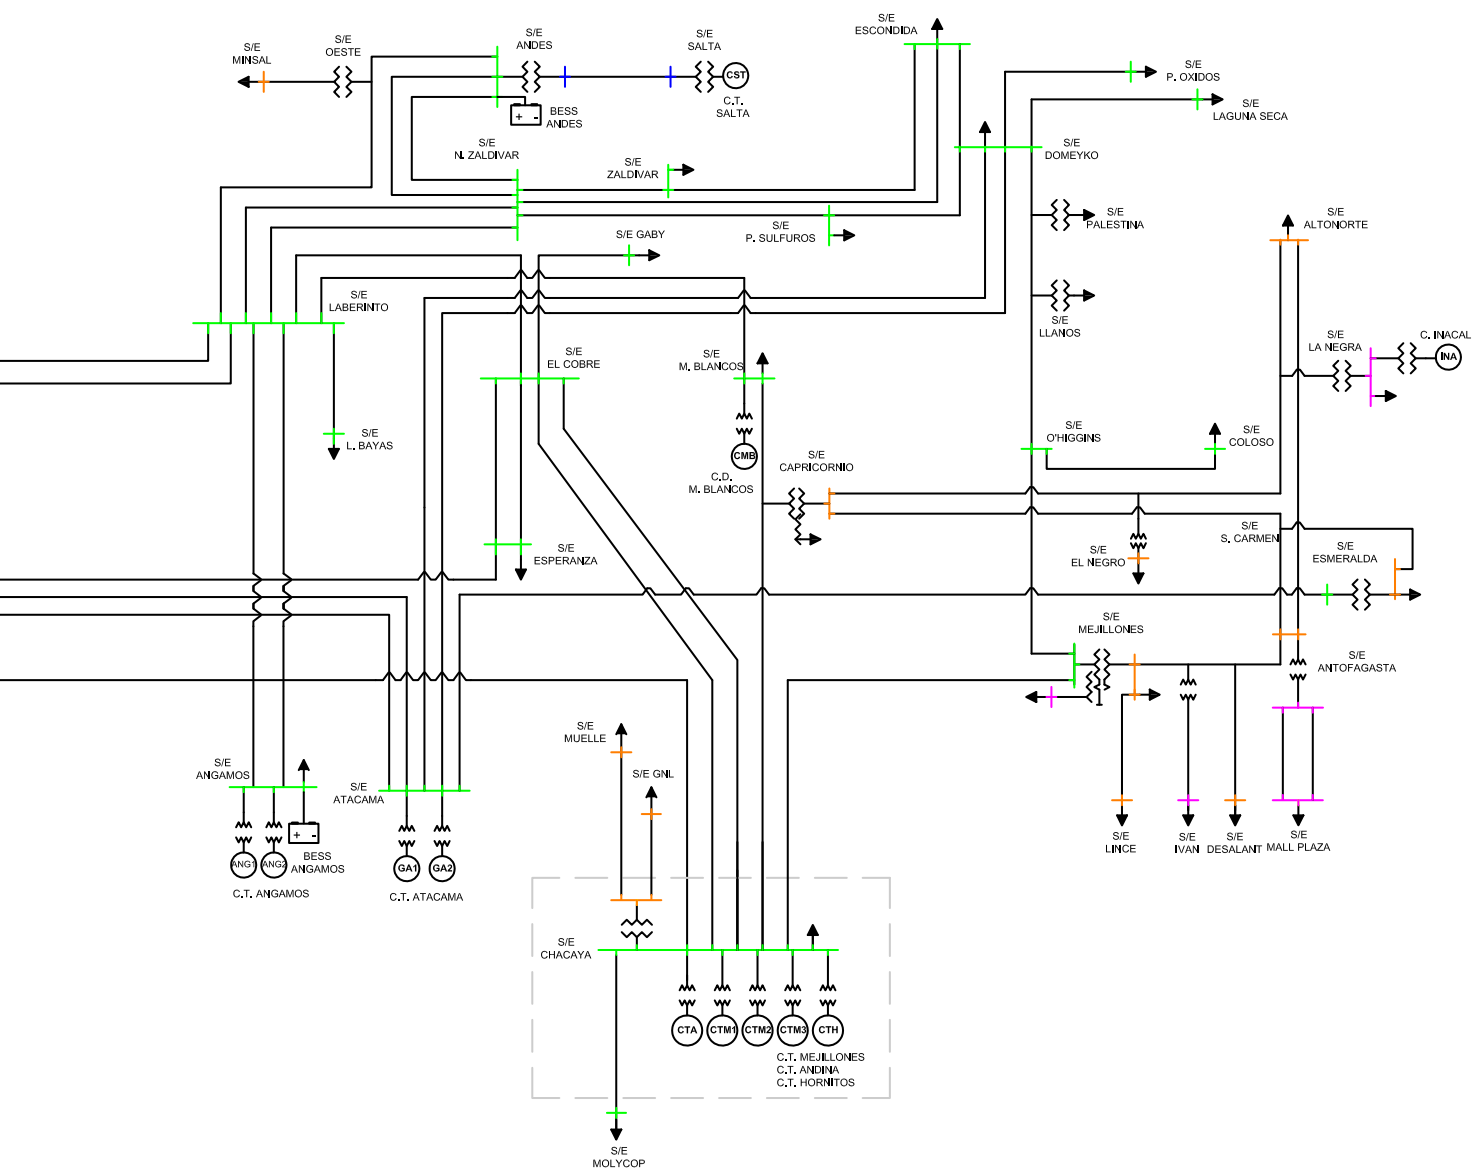 S/E
MINSAL
S/E
OESTE
S/E
ANDES
S/E
SALTA
CST
C.T.
SALTA
+ -
BESS
ANDES
S/E
ESCONDIDA
S/E
P. OXIDOS
S/E
LAGUNA SECA
S/E
N. ZALDIVAR
S/E
ZALDIVAR
S/E
DOMEYKO
S/E
P. SULFUROS
S/E GABY
S/E
PALESTINA
S/E
ALTONORTE
S/E
LABERINTO
S/E
LLANOS
S/E
EL COBRE
S/E
M. BLANCOS
S/E
LA NEGRA
C. INACAL
INA
S/E
L. BAYAS
CMB
C.D.
M. BLANCOS
S/E
CAPRICORNIO
S/E
O'HIGGINS
S/E
COLOSO
S/E
ESPERANZA
S/E
EL NEGRO
S/E
S. CARMEN
S/E
ESMERALDA
S/E
MEJILLONES
S/E
ANTOFAGASTA
S/E
MUELLE
S/E GNL
S/E
ANGAMOS
S/E
ATACAMA
ANG1
ANG2
+ -
BESS
ANGAMOS
C.T. ANGAMOS
GA1
GA2
C.T. ATACAMA
S/E
LINCE
S/E
IVAN
S/E
DESALANT
S/E
MALL PLAZA
S/E
CHACAYA
CTA
CTM1
CTM2
CTM3
CTH
C.T. MEJILLONES
C.T. ANDINA
C.T. HORNITOS
S/E
MOLYCOP